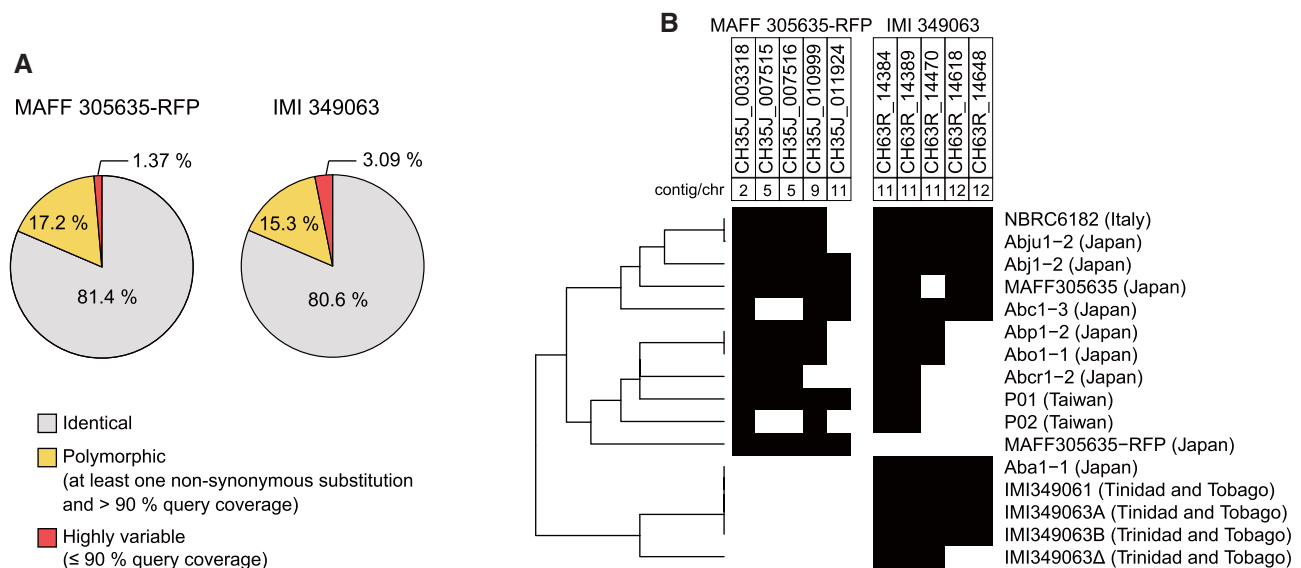 A
MAFF 305635-RFP
IMI 349063
1.37 %
17.2 %
81.4 %
3.09 %
15.3 %
80.6 %
Identical
Polymorphic
(at least one non-synonymous substitution
and > 90 % query coverage)
Highly variable
(≤ 90 % query coverage)
B
MAFF 305635-RFP
IMI 349063
CH35J_003318
CH35J_007515
CH35J_007516
CH35J_010999
CH35J_011924
CH63R_14384
CH63R_14389
CH63R_14470
CH63R_14618
CH63R_14648
contig/chr
2 5 5 9 11
11 11 11 12 12
NBRC6182 (Italy)
Abju1−2 (Japan)
Abj1−2 (Japan)
MAFF305635 (Japan)
Abc1−3 (Japan)
Abp1−2 (Japan)
Abo1−1 (Japan)
Abcr1−2 (Japan)
P01 (Taiwan)
P02 (Taiwan)
MAFF305635−RFP (Japan)
Aba1−1 (Japan)
IMI349061 (Trinidad and Tobago)
IMI349063A (Trinidad and Tobago)
IMI349063B (Trinidad and Tobago)
IMI349063Δ (Trinidad and Tobago)